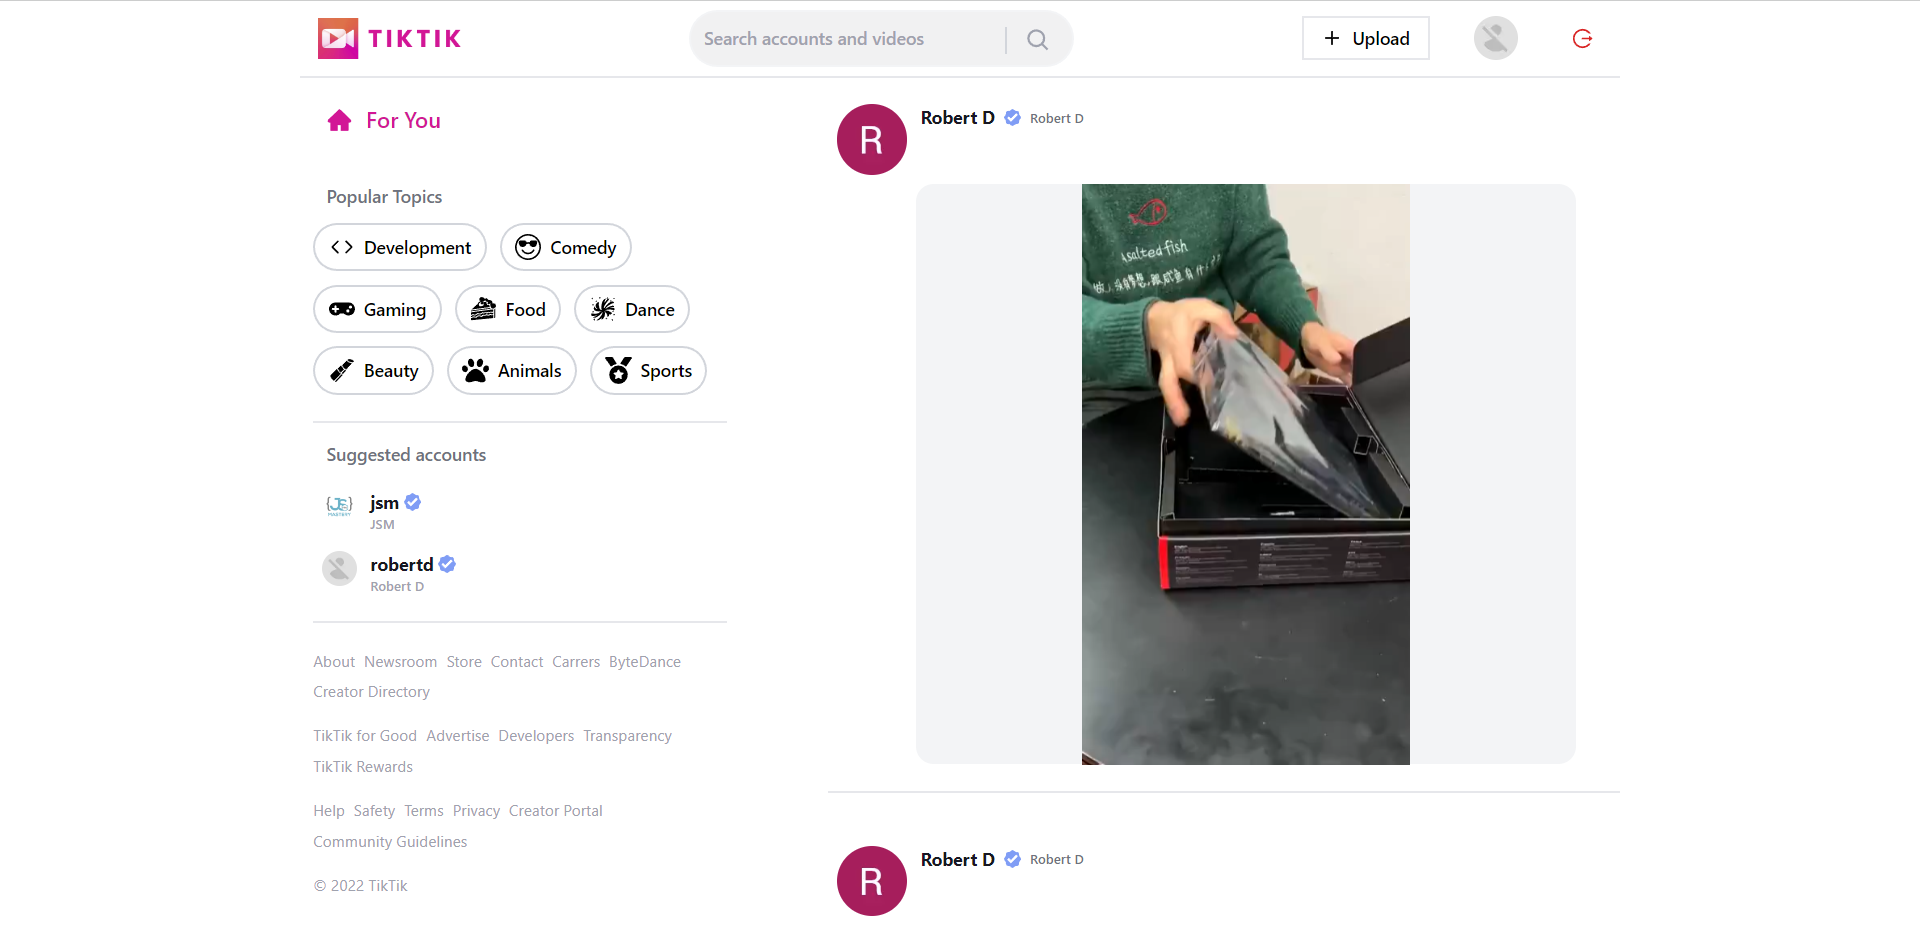 TIKTIK
Search accounts and videos
Upload
For You
Popular Topics
Development
Comedy
Gaming
Food
Dance
Beauty
Animals
Sports
Suggested accounts
jsm
JSM
robertd
Robert D
About Newsroom Store Contact Carrers ByteDance
Creator Directory
TikTik for Good Advertise Developers Transparency
TikTik Rewards
Help Safety Terms Privacy Creator Portal
Community Guidelines
© 2022 TikTik
R
Robert D Robert D
salted fish
R
Robert D Robert D